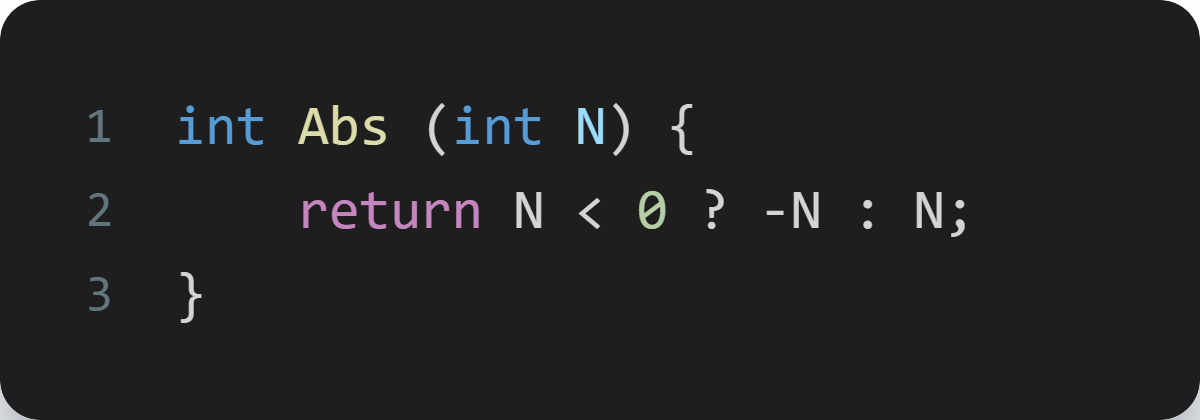 1 int Abs (int N) {
2     return N < 0 ? -N : N;
3 }